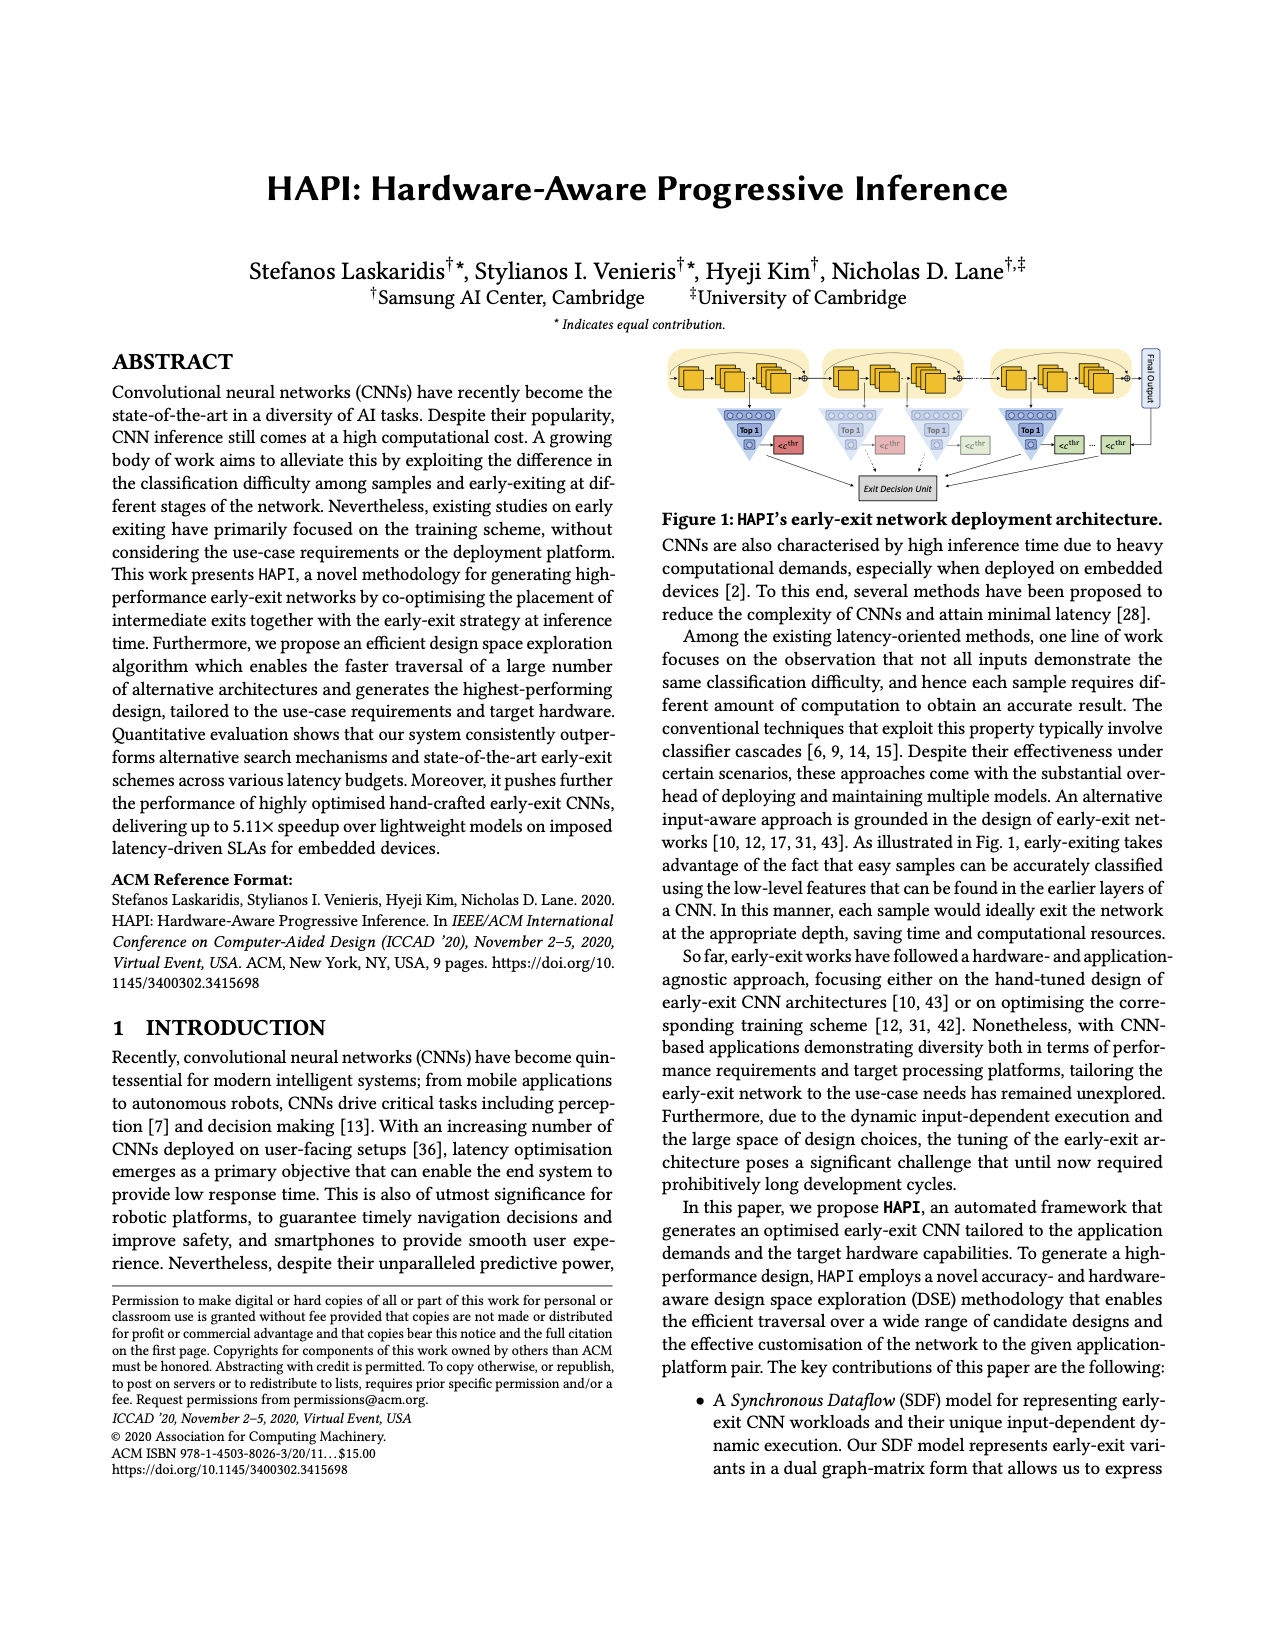 HAPI: Hardware-Aware Progressive Inference
Stefanos Laskaridis†*, Stylianos I. Venieris†*, Hyeji Kim†, Nicholas D. Lane†,‡
†Samsung AI Center, Cambridge ‡University of Cambridge
* Indicates equal contribution.
ABSTRACT
Convolutional neural networks (CNNs) have recently become the
state-of-the-art in a diversity of AI tasks. Despite their popularity,
CNN inference still comes at a high computational cost. A growing
body of work aims to alleviate this by exploiting the difference in
the classification difficulty among samples and early-exiting at dif-
ferent stages of the network. Nevertheless, existing studies on early
exiting have primarily focused on the training scheme, without
considering the use-case requirements or the deployment platform.
This work presents HAPI, a novel methodology for generating high-
performance early-exit networks by co-optimising the placement of
intermediate exits together with the early-exit strategy at inference
time. Furthermore, we propose an efficient design space exploration
algorithm which enables the faster traversal of a large number
of alternative architectures and generates the highest-performing
design, tailored to the use-case requirements and target hardware.
Quantitative evaluation shows that our system consistently outper-
forms alternative search mechanisms and state-of-the-art early-exit
schemes across various latency budgets. Moreover, it pushes further
the performance of highly optimised hand-crafted early-exit CNNs,
delivering up to 5.11× speedup over lightweight models on imposed
latency-driven SLAs for embedded devices.
ACM Reference Format:
Stefanos Laskaridis, Stylianos I. Venieris, Hyeji Kim, Nicholas D. Lane. 2020.
HAPI: Hardware-Aware Progressive Inference. In IEEE/ACM International
Conference on Computer-Aided Design (ICCAD ’20), November 2–5, 2020,
Virtual Event, USA. ACM, New York, NY, USA, 9 pages. https://doi.org/10.
1145/3400302.3415698
1 INTRODUCTION
Recently, convolutional neural networks (CNNs) have become quin-
tessential for modern intelligent systems; from mobile applications
to autonomous robots, CNNs drive critical tasks including percep-
tion [7] and decision making [13]. With an increasing number of
CNNs deployed on user-facing setups [36], latency optimisation
emerges as a primary objective that can enable the end system to
provide low response time. This is also of utmost significance for
robotic platforms, to guarantee timely navigation decisions and
improve safety, and smartphones to provide smooth user expe-
rience. Nevertheless, despite their unparalleled predictive power,
Permission to make digital or hard copies of all or part of this work for personal or
classroom use is granted without fee provided that copies are not made or distributed
for profit or commercial advantage and that copies bear this notice and the full citation
on the first page. Copyrights for components of this work owned by others than ACM
must be honored. Abstracting with credit is permitted. To copy otherwise, or republish,
to post on servers or to redistribute to lists, requires prior specific permission and/or a
fee. Request permissions from permissions@acm.org.
ICCAD ’20, November 2–5, 2020, Virtual Event, USA
© 2020 Association for Computing Machinery.
ACM ISBN 978-1-4503-8026-3/20/11...$15.00
https://doi.org/10.1145/3400302.3415698
Final Output
Top 1 Top 1 Top 1 Top 1
<cthr <cthr <cthr <cthr ... <cthr
Exit Decision Unit
Figure 1: HAPI’s early-exit network deployment architecture.
CNNs are also characterised by high inference time due to heavy
computational demands, especially when deployed on embedded
devices [2]. To this end, several methods have been proposed to
reduce the complexity of CNNs and attain minimal latency [28].
Among the existing latency-oriented methods, one line of work
focuses on the observation that not all inputs demonstrate the
same classification difficulty, and hence each sample requires dif-
ferent amount of computation to obtain an accurate result. The
conventional techniques that exploit this property typically involve
classifier cascades [6, 9, 14, 15]. Despite their effectiveness under
certain scenarios, these approaches come with the substantial over-
head of deploying and maintaining multiple models. An alternative
input-aware approach is grounded in the design of early-exit net-
works [10, 12, 17, 31, 43]. As illustrated in Fig. 1, early-exiting takes
advantage of the fact that easy samples can be accurately classified
using the low-level features that can be found in the earlier layers of
a CNN. In this manner, each sample would ideally exit the network
at the appropriate depth, saving time and computational resources.
So far, early-exit works have followed a hardware- and application-
agnostic approach, focusing either on the hand-tuned design of
early-exit CNN architectures [10, 43] or on optimising the corre-
sponding training scheme [12, 31, 42]. Nonetheless, with CNN-
based applications demonstrating diversity both in terms of perfor-
mance requirements and target processing platforms, tailoring the
early-exit network to the use-case needs has remained unexplored.
Furthermore, due to the dynamic input-dependent execution and
the large space of design choices, the tuning of the early-exit ar-
chitecture poses a significant challenge that until now required
prohibitively long development cycles.
In this paper, we propose HAPI, an automated framework that
generates an optimised early-exit CNN tailored to the application
demands and the target hardware capabilities. To generate a high-
performance design, HAPI employs a novel accuracy- and hardware-
aware design space exploration (DSE) methodology that enables
the efficient traversal over a wide range of candidate designs and
the effective customisation of the network to the given application-
platform pair. The key contributions of this paper are the following:
• A Synchronous Dataflow (SDF) model for representing early-
exit CNN workloads and their unique input-dependent dy-
namic execution. Our SDF model represents early-exit vari-
ants in a dual graph-matrix form that allows us to express